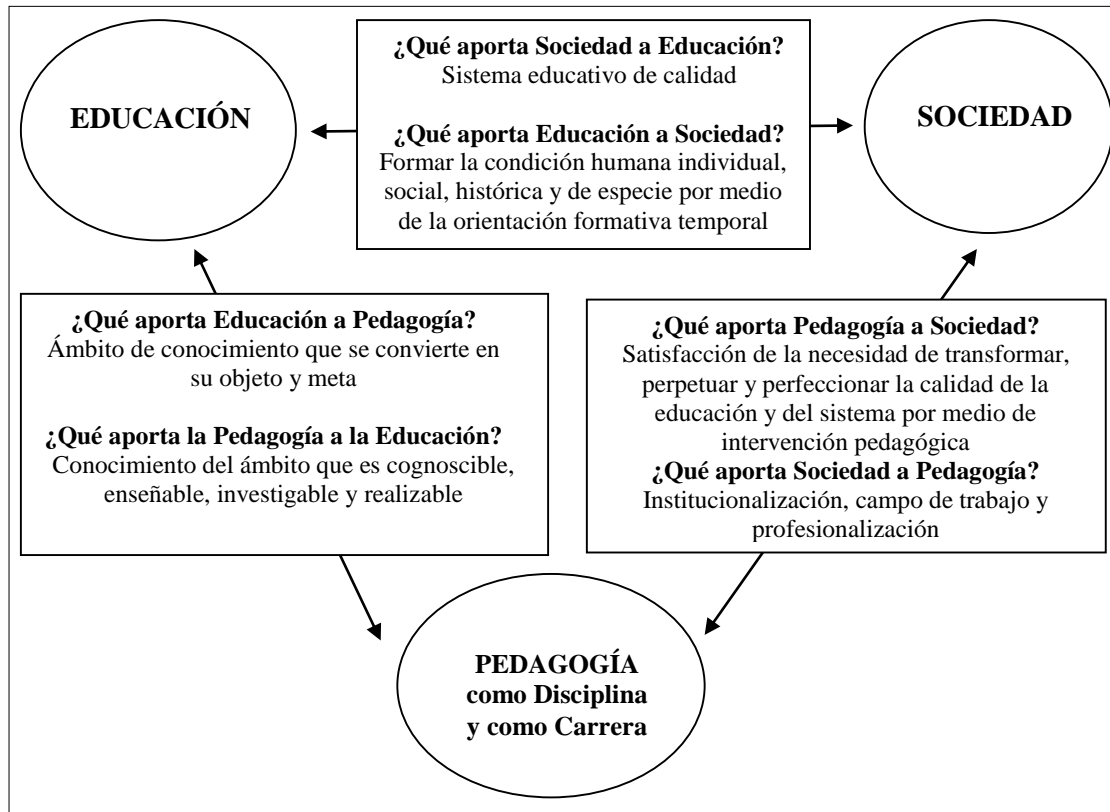 EDUCACIÓN
¿Qué aporta Sociedad a Educación?
Sistema educativo de calidad
¿Qué aporta Educación a Sociedad?
Formar la condición humana individual,
social, histórica y de especie por medio
de la orientación formativa temporal
SOCIEDAD
¿Qué aporta Educación a Pedagogía?
Ámbito de conocimiento que se convierte en
su objeto y meta
¿Qué aporta la Pedagogía a la Educación?
Conocimiento del ámbito que es cognoscible,
enseñable, investigable y realizable
¿Qué aporta Pedagogía a Sociedad?
Satisfacción de la necesidad de transformar,
perpetuar y perfeccionar la calidad de la
educación y del sistema por medio de
intervención pedagógica
¿Qué aporta Sociedad a Pedagogía?
Institucionalización, campo de trabajo y
profesionalización
PEDAGOGÍA
como Disciplina
y como Carrera